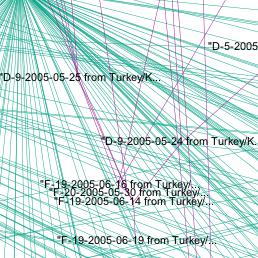 "D-5-2005
"D-9-2005-05-25 from Turkey/K...
"D-9-2005-05-24 from Turkey/K...
"F-19-2005-06-16 from Turkey/...
"F-20-2005-05-30 from Turkey/...
"F-19-2005-06-14 from Turkey/...
"F-19-2005-06-19 from Turkey/...